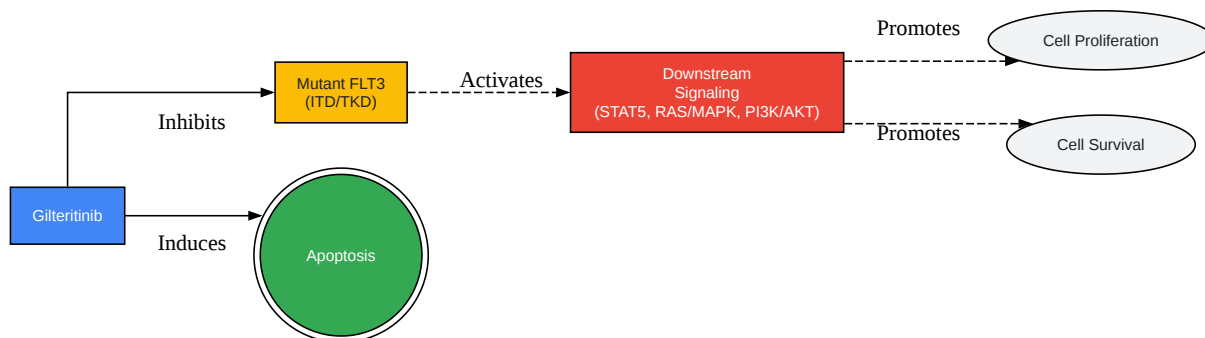 Promotes
Cell Proliferation
Mutant FLT3
(ITD/TKD)
Activates
Downstream
Signaling
(STAT5, RAS/MAPK, PI3K/AKT)
Inhibits
Promotes
Cell Survival
Gilteritinib
Induces
Apoptosis